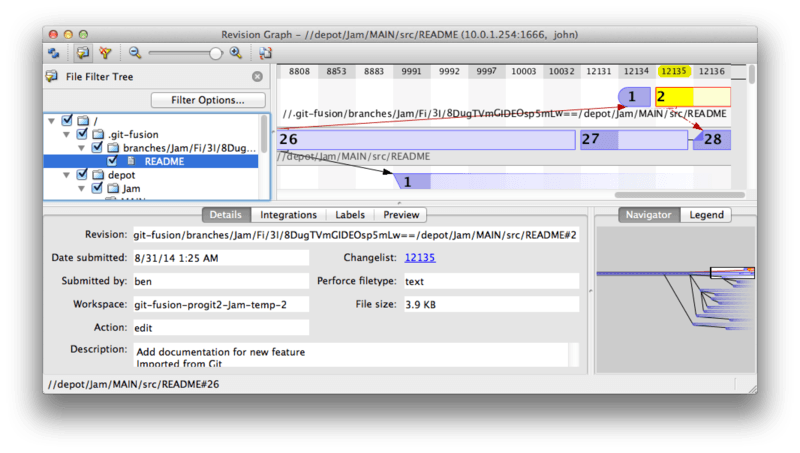 Revision Graph - //depot/Jam/MAIN/src/README (10.0.1.254:1666,  john)
File Filter Tree
Filter Options...
/
.git-fusion
branches/Jam/Fi/3I/8Dug...
README
depot
Jam
8808 8853 8883 9991 9992 9997 10003 10032 12131 12134 12135 12136
1 2
//.git-fusion/branches/Jam/Fi/3I/8DugTVmGIDEOsp5mLw==/depot/Jam/MAIN/src/README
26 27 28
//depot/Jam/MAIN/src/README
1
Details Integrations Labels Preview
Navigator Legend
Revision: git-fusion/branches/Jam/Fi/3I/8DugTVmGIDEOsp5mLw==/depot/Jam/MAIN/src/README#2
Date submitted: 8/31/14 1:25 AM Changelist: 12135
Submitted by: ben Perforce filetype: text
Workspace: git-fusion-progit2-Jam-temp-2 File size: 3.9 KB
Action: edit
Description: Add documentation for new feature
Imported from Git
//depot/Jam/MAIN/src/README#26